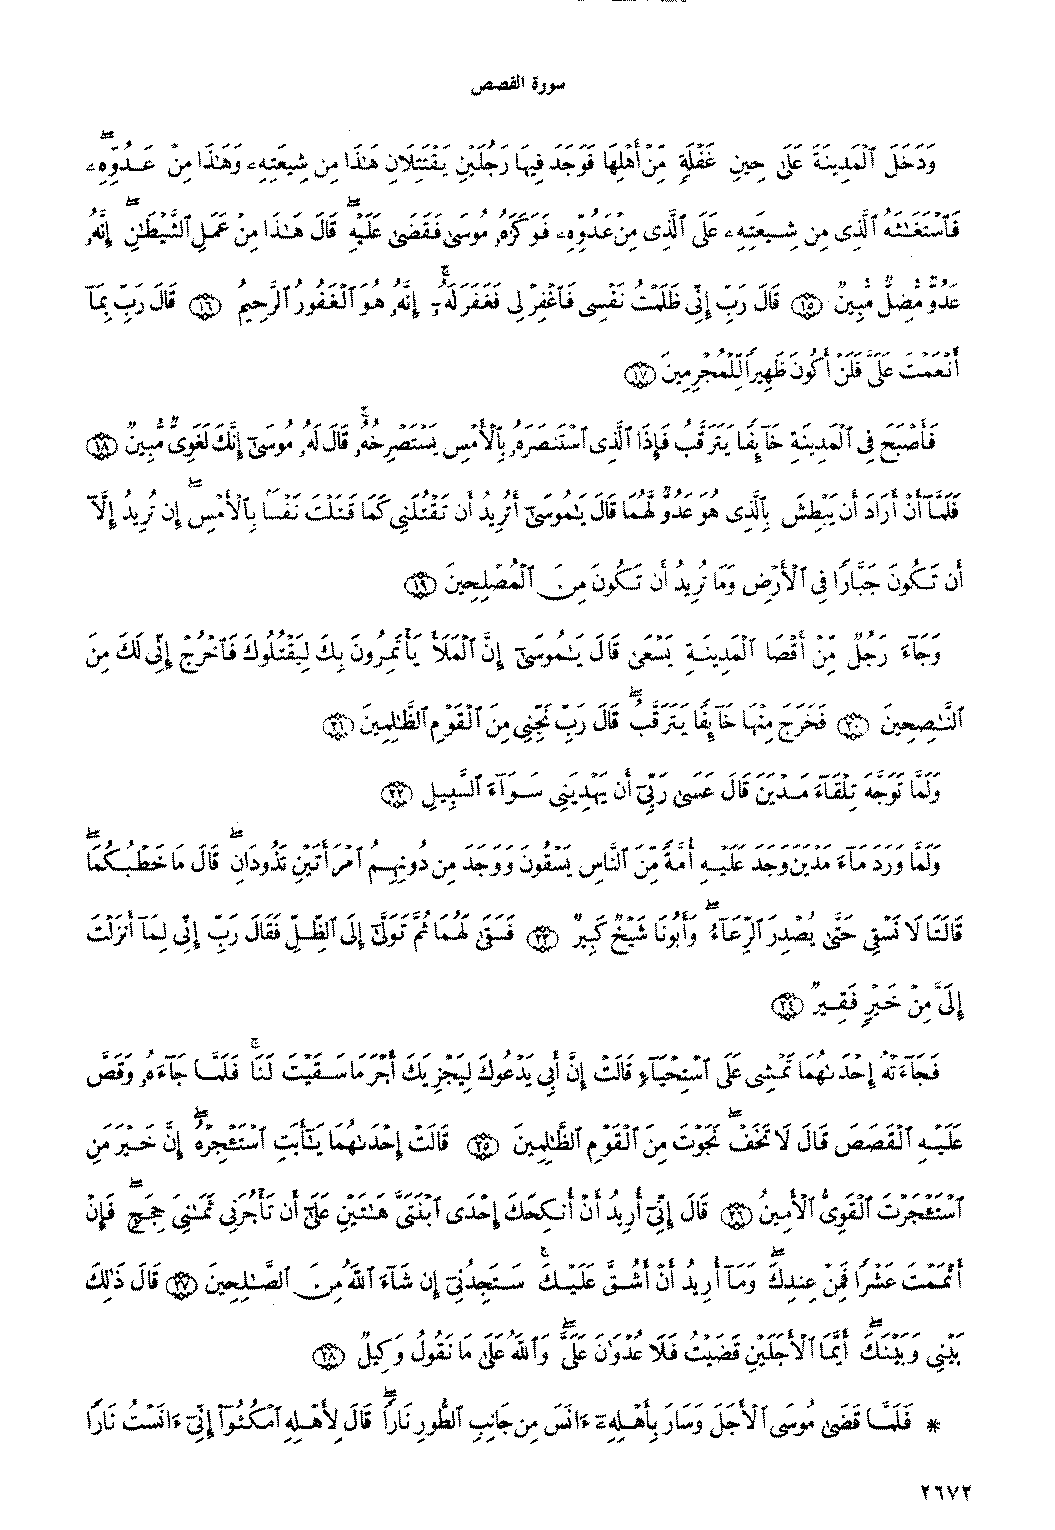 سورة القصص
وَدَخَلَ ٱلْمَدِينَةَ عَلَىٰ حِينِ غَفْلَةٍ مِّنْ أَهْلِهَا فَوَجَدَ فِيهَا رَجُلَيْنِ يَقْتَتِلَانِ هَٰذَا مِن شِيعَتِهِۦ وَهَٰذَا مِنْ عَدُوِّهِۦۖ
فَٱسْتَغَٰثَهُ ٱلَّذِى مِن شِيعَتِهِۦ عَلَى ٱلَّذِى مِنْ عَدُوِّهِۦ فَوَكَزَهُۥ مُوسَىٰ فَقَضَىٰ عَلَيْهِۖ قَالَ هَٰذَا مِنْ عَمَلِ ٱلشَّيْطَٰنِۖ إِنَّهُۥ
عَدُوٌّ مُّضِلٌّ مُّبِينٌ ۝١٥ قَالَ رَبِّ إِنِّى ظَلَمْتُ نَفْسِى فَٱغْفِرْ لِى فَغَفَرَ لَهُۥٓۚ إِنَّهُۥ هُوَ ٱلْغَفُورُ ٱلرَّحِيمُ ۝١٦ قَالَ رَبِّ بِمَآ
أَنْعَمْتَ عَلَىَّ فَلَنْ أَكُونَ ظَهِيرًا لِّلْمُجْرِمِينَ ۝١٧
فَأَصْبَحَ فِى ٱلْمَدِينَةِ خَآئِفًا يَتَرَقَّبُ فَإِذَا ٱلَّذِى ٱسْتَنصَرَهُۥ بِٱلْأَمْسِ يَسْتَصْرِخُهُۥۚ قَالَ لَهُۥ مُوسَىٰٓ إِنَّكَ لَغَوِىٌّ مُّبِينٌ ۝١٨
فَلَمَّآ أَنْ أَرَادَ أَن يَبْطِشَ بِٱلَّذِى هُوَ عَدُوٌّ لَّهُمَا قَالَ يَٰمُوسَىٰٓ أَتُرِيدُ أَن تَقْتُلَنِى كَمَا قَتَلْتَ نَفْسًۢا بِٱلْأَمْسِۖ إِن تُرِيدُ إِلَّآ
أَن تَكُونَ جَبَّارًا فِى ٱلْأَرْضِ وَمَا تُرِيدُ أَن تَكُونَ مِنَ ٱلْمُصْلِحِينَ ۝١٩
وَجَآءَ رَجُلٌ مِّنْ أَقْصَا ٱلْمَدِينَةِ يَسْعَىٰ قَالَ يَٰمُوسَىٰٓ إِنَّ ٱلْمَلَأَ يَأْتَمِرُونَ بِكَ لِيَقْتُلُوكَ فَٱخْرُجْ إِنِّى لَكَ مِنَ
ٱلنَّٰصِحِينَ ۝٢٠ فَخَرَجَ مِنْهَا خَآئِفًا يَتَرَقَّبُۖ قَالَ رَبِّ نَجِّنِى مِنَ ٱلْقَوْمِ ٱلظَّٰلِمِينَ ۝٢١
وَلَمَّا تَوَجَّهَ تِلْقَآءَ مَدْيَنَ قَالَ عَسَىٰ رَبِّىٓ أَن يَهْدِيَنِى سَوَآءَ ٱلسَّبِيلِ ۝٢٢
وَلَمَّا وَرَدَ مَآءَ مَدْيَنَ وَجَدَ عَلَيْهِ أُمَّةً مِّنَ ٱلنَّاسِ يَسْقُونَ وَوَجَدَ مِن دُونِهِمُ ٱمْرَأَتَيْنِ تَذُودَانِۖ قَالَ مَا خَطْبُكُمَاۖ
قَالَتَا لَا نَسْقِى حَتَّىٰ يُصْدِرَ ٱلرِّعَآءُۖ وَأَبُونَا شَيْخٌ كَبِيرٌ ۝٢٣ فَسَقَىٰ لَهُمَا ثُمَّ تَوَلَّىٰٓ إِلَى ٱلظِّلِّ فَقَالَ رَبِّ إِنِّى لِمَآ أَنزَلْتَ
إِلَىَّ مِنْ خَيْرٍ فَقِيرٌ ۝٢٤
فَجَآءَتْهُ إِحْدَىٰهُمَا تَمْشِى عَلَى ٱسْتِحْيَآءٍ قَالَتْ إِنَّ أَبِى يَدْعُوكَ لِيَجْزِيَكَ أَجْرَ مَا سَقَيْتَ لَنَاۚ فَلَمَّا جَآءَهُۥ وَقَصَّ
عَلَيْهِ ٱلْقَصَصَ قَالَ لَا تَخَفْۖ نَجَوْتَ مِنَ ٱلْقَوْمِ ٱلظَّٰلِمِينَ ۝٢٥ قَالَتْ إِحْدَىٰهُمَا يَٰٓأَبَتِ ٱسْتَـْٔجِرْهُۖ إِنَّ خَيْرَ مَنِ
ٱسْتَـْٔجَرْتَ ٱلْقَوِىُّ ٱلْأَمِينُ ۝٢٦ قَالَ إِنِّىٓ أُرِيدُ أَنْ أُنكِحَكَ إِحْدَى ٱبْنَتَىَّ هَٰتَيْنِ عَلَىٰٓ أَن تَأْجُرَنِى ثَمَٰنِىَ حِجَجٍۖ فَإِنْ
أَتْمَمْتَ عَشْرًا فَمِنْ عِندِكَۖ وَمَآ أُرِيدُ أَنْ أَشُقَّ عَلَيْكَۚ سَتَجِدُنِىٓ إِن شَآءَ ٱللَّهُ مِنَ ٱلصَّٰلِحِينَ ۝٢٧ قَالَ ذَٰلِكَ
بَيْنِى وَبَيْنَكَۖ أَيَّمَا ٱلْأَجَلَيْنِ قَضَيْتُ فَلَا عُدْوَٰنَ عَلَىَّۖ وَٱللَّهُ عَلَىٰ مَا نَقُولُ وَكِيلٌ ۝٢٨
* فَلَمَّا قَضَىٰ مُوسَى ٱلْأَجَلَ وَسَارَ بِأَهْلِهِۦٓ ءَانَسَ مِن جَانِبِ ٱلطُّورِ نَارًاۖ قَالَ لِأَهْلِهِ ٱمْكُثُوٓا۟ إِنِّىٓ ءَانَسْتُ نَارًا
٢٦٧٢